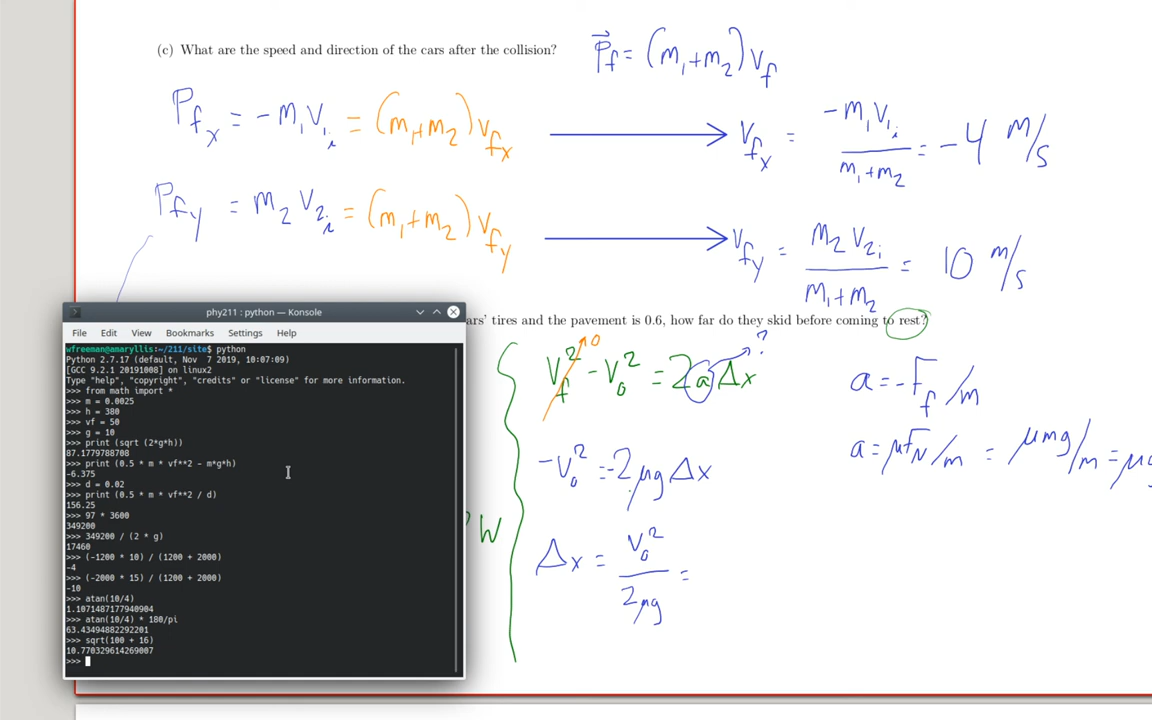 (c) What are the speed and direction of the cars after the collision?
P⃗f = (m₁+m₂) vf
Pfx = -m₁v₁i = (m₁+m₂) vfx → vfx = -m₁v₁i / m₁+m₂ = -4 m/s
Pfy = m₂v₂i = (m₁+m₂) vfy → vfy = m₂v₂i / m₁+m₂ = 10 m/s
ars' tires and the pavement is 0.6, how far do they skid before coming to rest?
phy211 : python — Konsole
File Edit View Bookmarks Settings Help
wfreeman@amaryllis:~/211/site$ python
Python 2.7.17 (default, Nov  7 2019, 10:07:09)
[GCC 9.2.1 20191008] on linux2
Type "help", "copyright", "credits" or "license" for more information.
>>> from math import *
>>> m = 0.0025
>>> h = 380
>>> vf = 50
>>> g = 10
>>> print (sqrt (2*g*h))
87.1779788708
>>> print (0.5 * m * vf**2 - m*g*h)
-6.375
>>> d = 0.02
>>> print (0.5 * m * vf**2 / d)
156.25
>>> 97 * 3600
349200
>>> 349200 / (2 * g)
17460
>>> (-1200 * 10) / (1200 + 2000)
-4
>>> (-2000 * 15) / (1200 + 2000)
-10
>>> atan(10/4)
1.1071487177940904
>>> atan(10/4) * 180/pi
63.43494882292201
>>> sqrt(100 + 16)
10.770329614269007
>>>
W
0 ?
vf² - v₀² = 2aΔx
-v₀² = -2μgΔx
Δx = v₀² / 2μg =
a = -Ff/m
a = μFN/m = μmg/m = μg